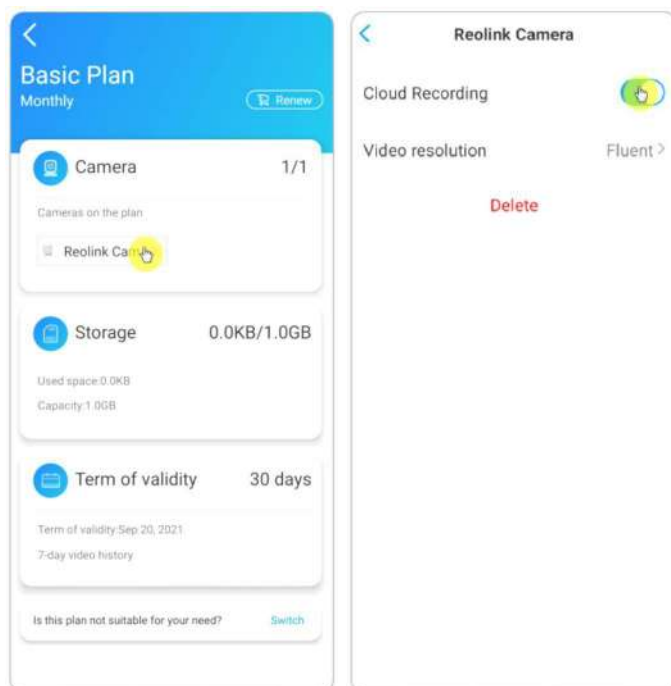 Basic Plan
Monthly
Renew
Camera 1/1
Cameras on the plan
Reolink Cam
Storage 0.0KB/1.0GB
Used space:0.0KB
Capacity:1.0GB
Term of validity 30 days
Term of validity:Sep 20, 2021
7-day video history
Is this plan not suitable for your need? Switch
Reolink Camera
Cloud Recording
Video resolution Fluent >
Delete